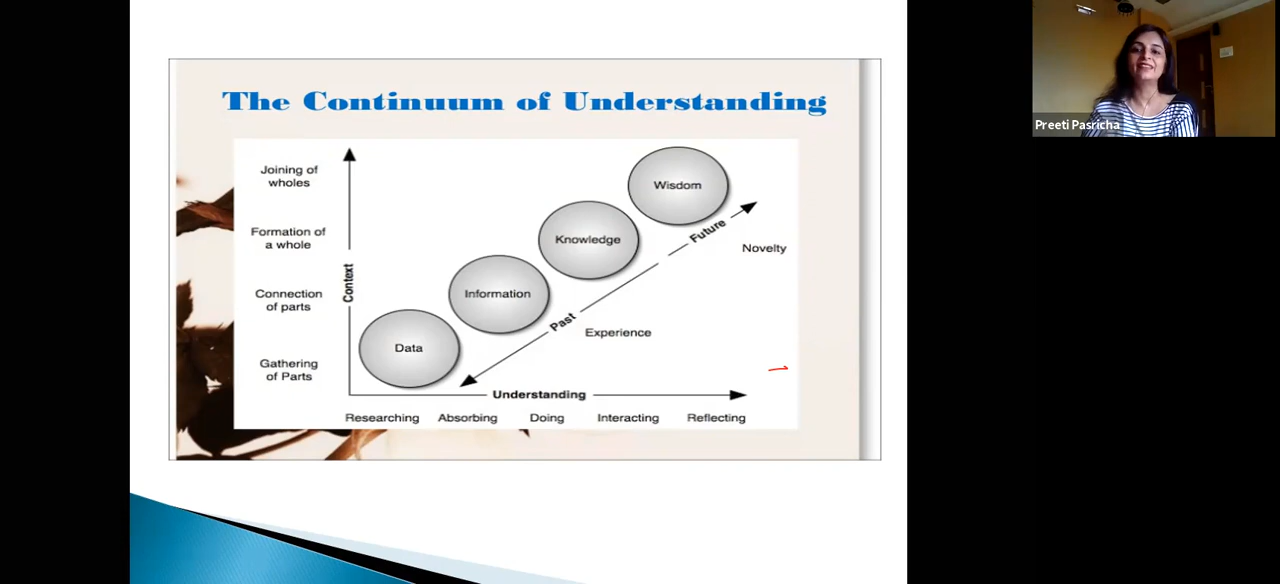 The Continuum of Understanding
Preeti Pasricha
Joining of
wholes
Formation of
a whole
Connection
of parts
Gathering
of Parts
Context
Wisdom
Knowledge
Information
Data
Future
Novelty
Past
Experience
Understanding
Researching Absorbing Doing Interacting Reflecting